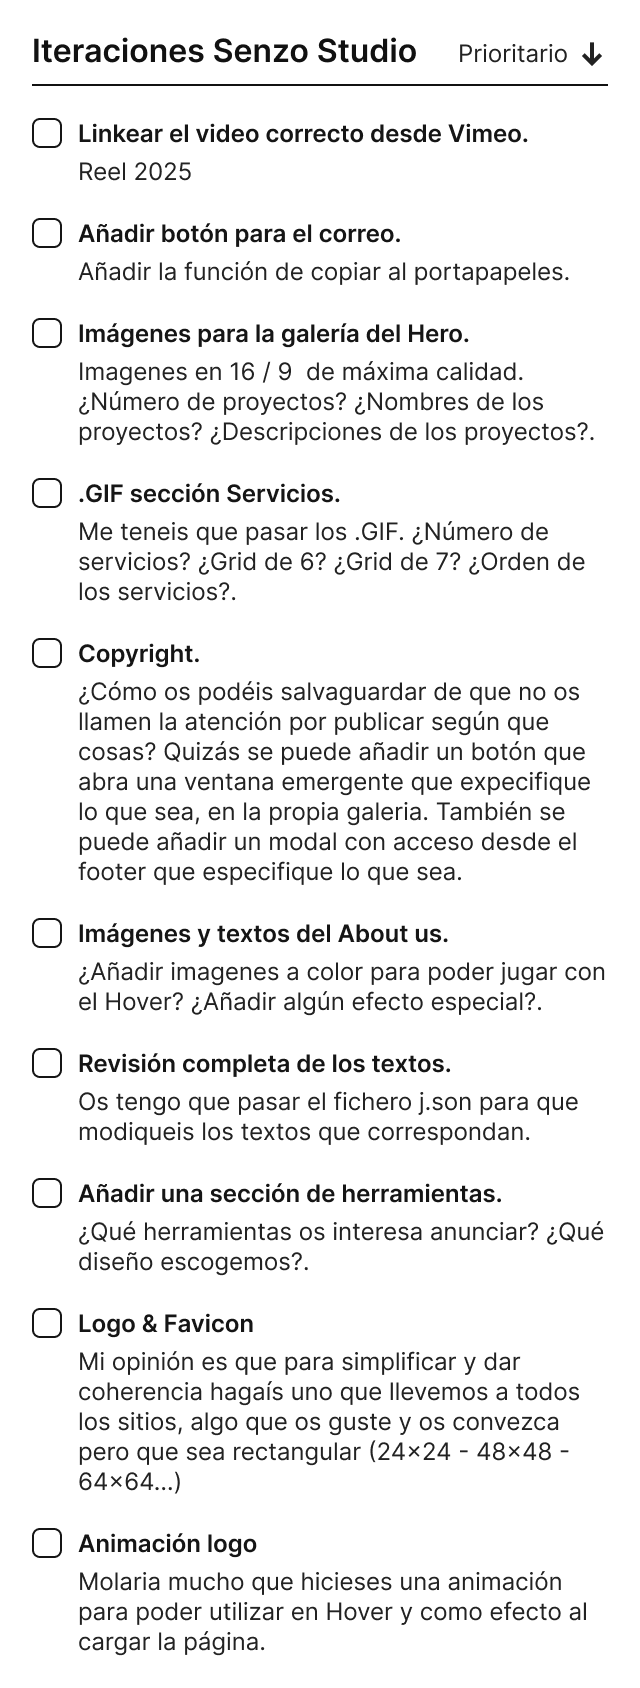 Iteraciones Senzo Studio
Prioritario ↓
Linkear el video correcto desde Vimeo.
Reel 2025
Añadir botón para el correo.
Añadir la función de copiar al portapapeles.
Imágenes para la galería del Hero.
Imagenes en 16 / 9  de máxima calidad.
¿Número de proyectos? ¿Nombres de los
proyectos? ¿Descripciones de los proyectos?.
.GIF sección Servicios.
Me teneis que pasar los .GIF. ¿Número de
servicios? ¿Grid de 6? ¿Grid de 7? ¿Orden de
los servicios?.
Copyright.
¿Cómo os podéis salvaguardar de que no os
llamen la atención por publicar según que
cosas? Quizás se puede añadir un botón que
abra una ventana emergente que expecifique
lo que sea, en la propia galeria. También se
puede añadir un modal con acceso desde el
footer que especifique lo que sea.
Imágenes y textos del About us.
¿Añadir imagenes a color para poder jugar con
el Hover? ¿Añadir algún efecto especial?.
Revisión completa de los textos.
Os tengo que pasar el fichero j.son para que
modiqueis los textos que correspondan.
Añadir una sección de herramientas.
¿Qué herramientas os interesa anunciar? ¿Qué
diseño escogemos?.
Logo & Favicon
Mi opinión es que para simplificar y dar
coherencia hagaís uno que llevemos a todos
los sitios, algo que os guste y os convezca
pero que sea rectangular (24×24 - 48×48 -
64×64...)
Animación logo
Molaria mucho que hicieses una animación
para poder utilizar en Hover y como efecto al
cargar la página.